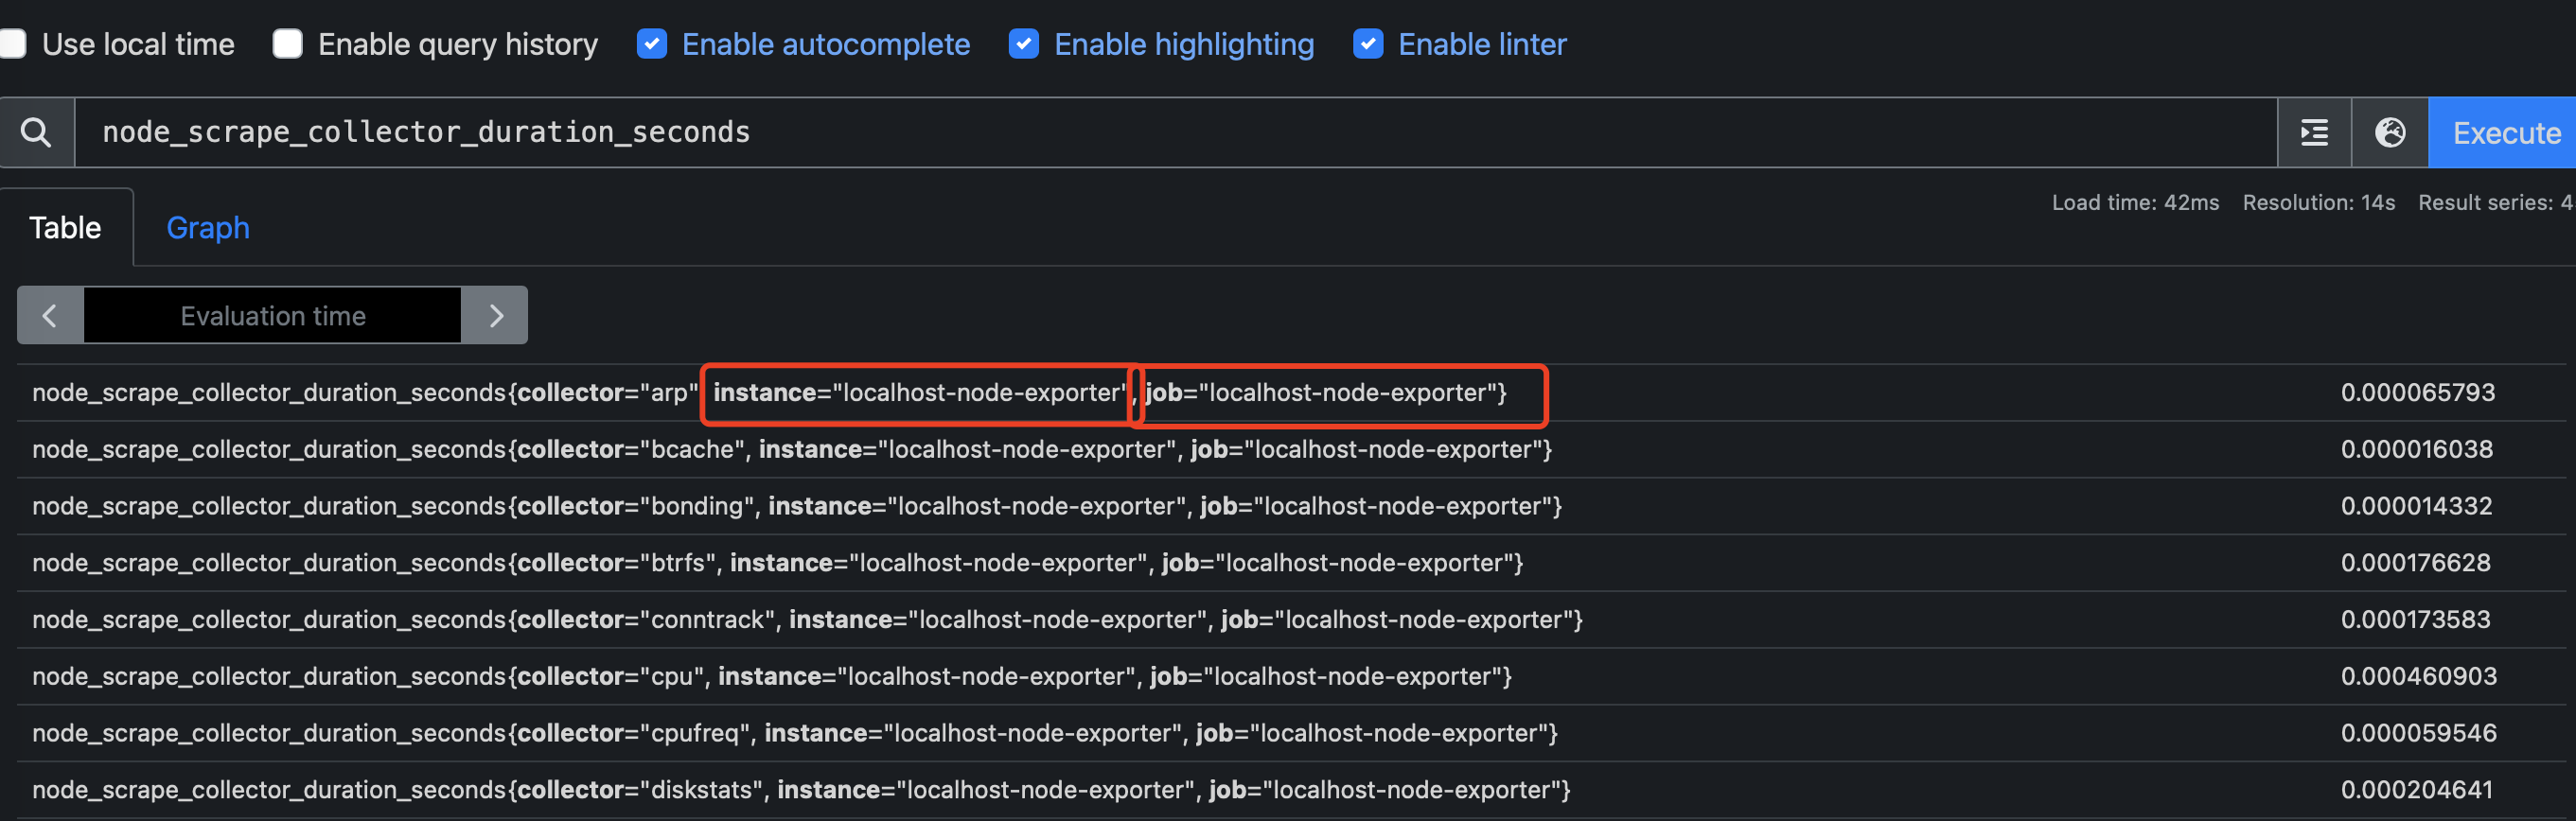 Use local time Enable query history Enable autocomplete Enable highlighting Enable linter
node_scrape_collector_duration_seconds Execute
Load time: 42ms Resolution: 14s Result series: 4
Table Graph
Evaluation time
node_scrape_collector_duration_seconds{collector="arp" instance="localhost-node-exporter", job="localhost-node-exporter"} 0.000065793
node_scrape_collector_duration_seconds{collector="bcache", instance="localhost-node-exporter", job="localhost-node-exporter"} 0.000016038
node_scrape_collector_duration_seconds{collector="bonding", instance="localhost-node-exporter", job="localhost-node-exporter"} 0.000014332
node_scrape_collector_duration_seconds{collector="btrfs", instance="localhost-node-exporter", job="localhost-node-exporter"} 0.000176628
node_scrape_collector_duration_seconds{collector="conntrack", instance="localhost-node-exporter", job="localhost-node-exporter"} 0.000173583
node_scrape_collector_duration_seconds{collector="cpu", instance="localhost-node-exporter", job="localhost-node-exporter"} 0.000460903
node_scrape_collector_duration_seconds{collector="cpufreq", instance="localhost-node-exporter", job="localhost-node-exporter"} 0.000059546
node_scrape_collector_duration_seconds{collector="diskstats", instance="localhost-node-exporter", job="localhost-node-exporter"} 0.000204641